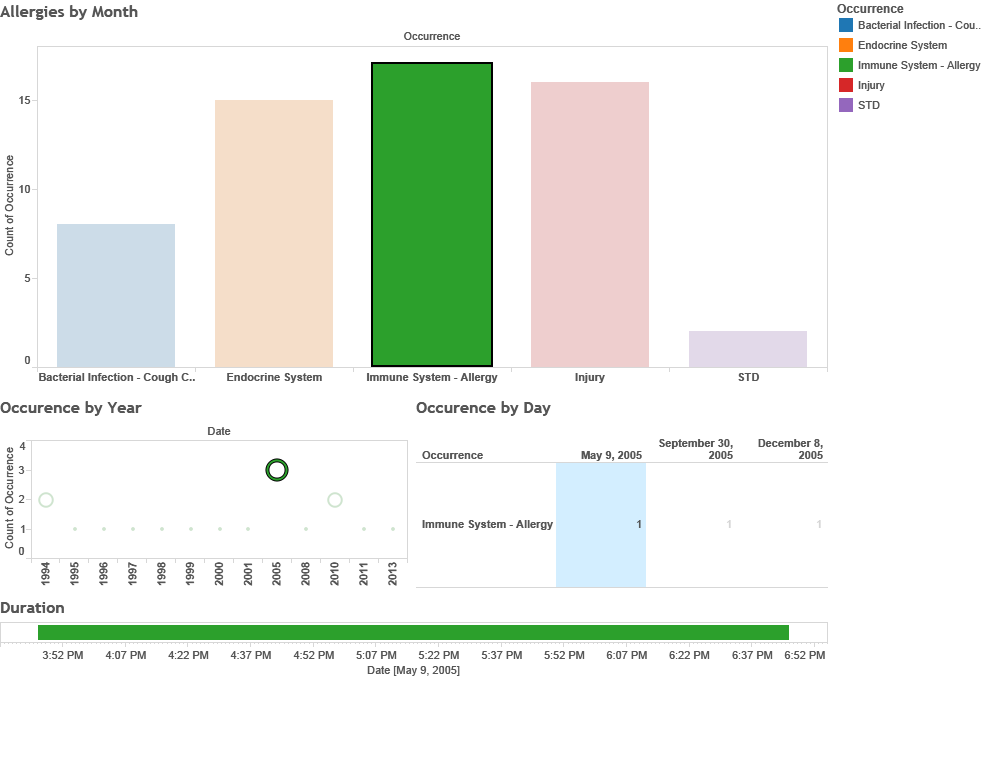 Allergies by Month
Occurrence
Count of Occurrence
15
10
5
0
Bacterial Infection - Cough C..
Endocrine System
Immune System - Allergy
Injury
STD
Occurrence
Bacterial Infection - Cou..
Endocrine System
Immune System - Allergy
Injury
STD
Occurence by Year
Date
Count of Occurrence
4
3
2
1
0
1994
1995
1996
1997
1998
1999
2000
2001
2005
2008
2010
2011
2013
Occurence by Day
Occurrence
May 9, 2005
September 30,
2005
December 8,
2005
Immune System - Allergy
1
1
1
Duration
3:52 PM
4:07 PM
4:22 PM
4:37 PM
4:52 PM
5:07 PM
5:22 PM
5:37 PM
5:52 PM
6:07 PM
6:22 PM
6:37 PM
6:52 PM
Date [May 9, 2005]